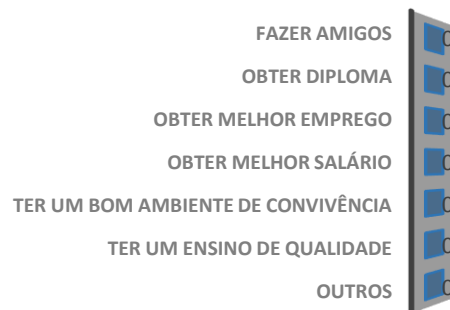 FAZER AMIGOS
OBTER DIPLOMA
OBTER MELHOR EMPREGO
OBTER MELHOR SALÁRIO
TER UM BOM AMBIENTE DE CONVIVÊNCIA
TER UM ENSINO DE QUALIDADE
OUTROS